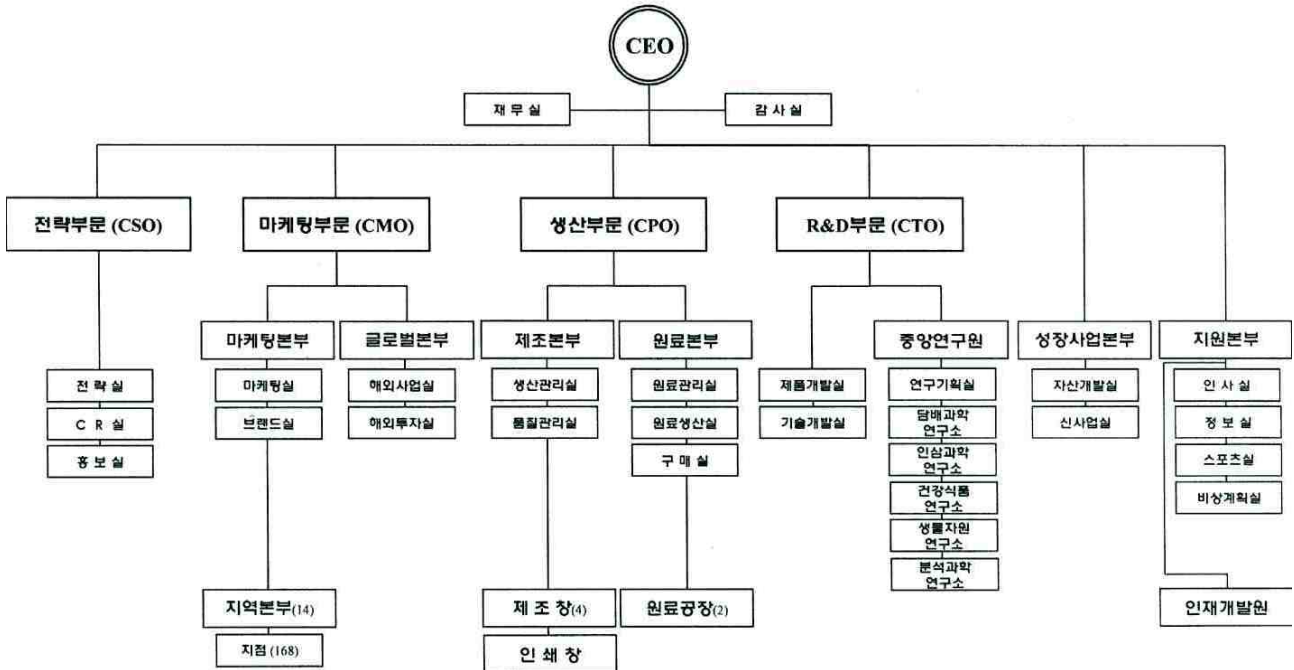 CEO
재 무 실
감 사 실
전략부문 (CSO)
마케팅부문 (CMO)
생산부문 (CPO)
R&D부문 (CTO)
마케팅본부
글로벌본부
제조본부
원료본부
중앙연구원
성장사업본부
지원본부
전 략 실
C R 실
홍 보 실
마케팅실
브랜드실
해외사업실
해외투자실
생산관리실
품질관리실
원료관리실
원료생산실
구 매 실
제품개발실
기술개발실
연구기획실
담배과학
연구소
인삼과학
연구소
건강식품
연구소
생물자원
연구소
분석과학
연구소
자산개발실
신사업실
인 사 실
정 보 실
스포츠실
비상계획실
지역본부(14)
지점 (168)
제 조 창(4)
인 쇄 창
원료공장(2)
인재개발원